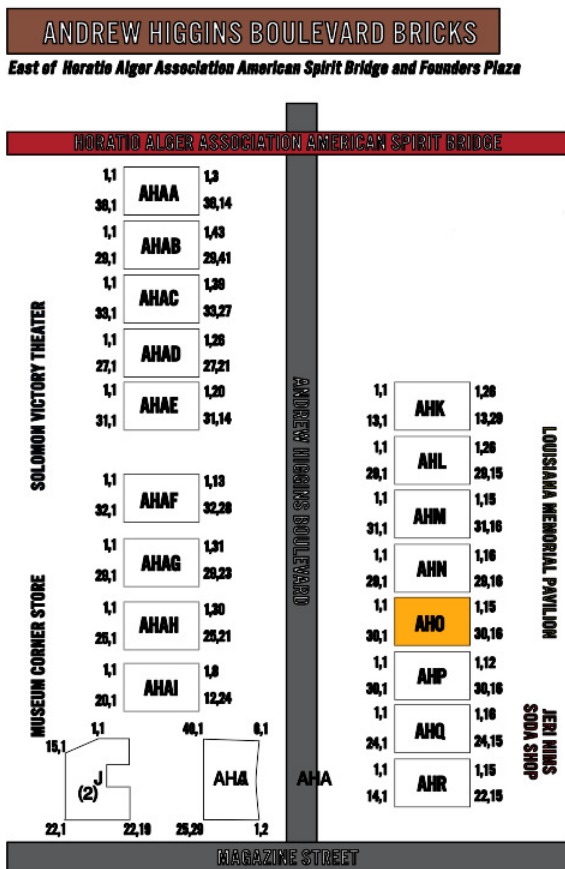 ANDREW HIGGINS BOULEVARD BRICKS
East of Horatio Alger Association American Spirit Bridge and Founders Plaza
HORATIO ALGER ASSOCIATION AMERICAN SPIRIT BRIDGE
1,1 AHAA 1,3
38,1 38,14
1,1 AHAB 1,43
29,1 29,41
1,1 AHAC 1,39
33,1 33,27
1,1 AHAD 1,26
27,1 27,21
1,1 AHAE 1,20
31,1 31,14
1,1 AHAF 1,13
32,1 32,28
1,1 AHAG 1,31
29,1 29,23
1,1 AHAH 1,30
25,1 25,21
1,1 AHAI 1,8
20,1 12,24
SOLOMON VICTORY THEATER
MUSEUM CORNER STORE
1,1
15,1
J
(2)
22,1 22,19
40,1 6,1
25,29 1,2
AHA
ANDREW HIGGINS BOULEVARD
1,1 AHK 1,26
13,1 13,29
1,1 AHL 1,26
29,1 29,15
1,1 AHM 1,15
31,1 31,16
1,1 AHN 1,16
29,1 29,16
1,1 AHO 1,15
30,1 30,16
1,1 AHP 1,12
30,1 30,16
1,1 AHQ 1,16
24,1 24,15
1,1 AHR 1,15
14,1 22,15
LOUISIANA MEMORIAL PAVILION
JERI NIMS
SODA SHOP
MAGAZINE STREET